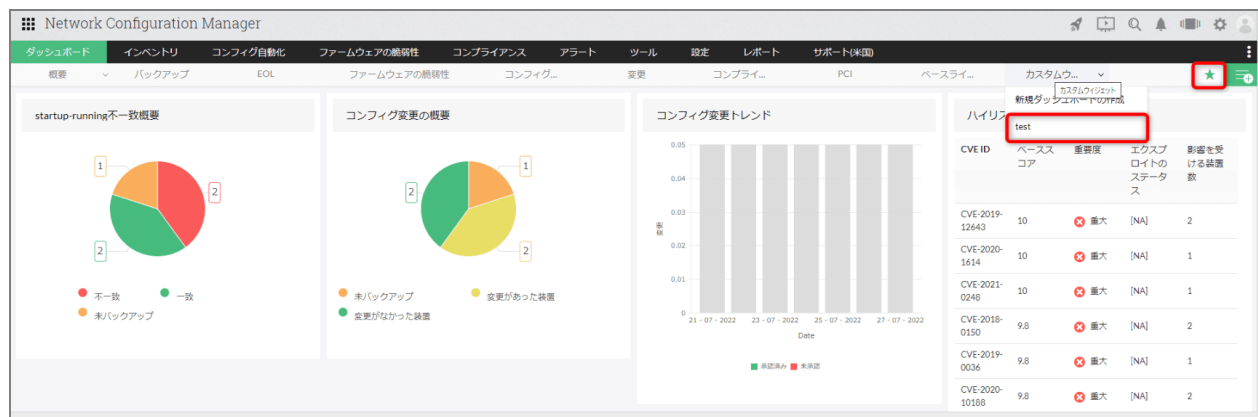 Network Configuration Manager
ダッシュボード インベントリ コンフィグ自動化 ファームウェアの脆弱性 コンプライアンス アラート ツール 設定 レポート サポート(米国)
概要 バックアップ EOL ファームウェアの脆弱性 コンフィグ... 変更 コンプライ... PCI ベースライ... カスタムウ...
カスタムウィジェット
新規ダッシュボードの作成
test
startup-running不一致概要
1
2
2
不一致 一致
未バックアップ
コンフィグ変更の概要
1
2
2
未バックアップ 変更があった装置
変更がなかった装置
コンフィグ変更トレンド
0.05
0.04
0.03
0.02
0.01
0
変更
21 - 07 - 2022 23 - 07 - 2022 25 - 07 - 2022 27 - 07 - 2022
Date
承認済み 未承認
ハイリス
CVE ID ベースス 重要度 エクスプ 影響を受
コア ロイトの ける装置
ステータ 数
ス
CVE-2019-
12643 10 重大 [NA] 2
CVE-2020-
1614 10 重大 [NA] 1
CVE-2021-
0248 10 重大 [NA] 1
CVE-2018-
0150 9.8 重大 [NA] 2
CVE-2019-
0036 9.8 重大 [NA] 1
CVE-2020-
10188 9.8 重大 [NA] 2